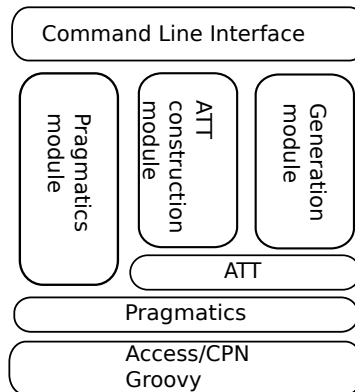 Command Line Interface
Pragmatics
module
ATT
construction
module
Generation
module
ATT
Pragmatics
Access/CPN
Groovy